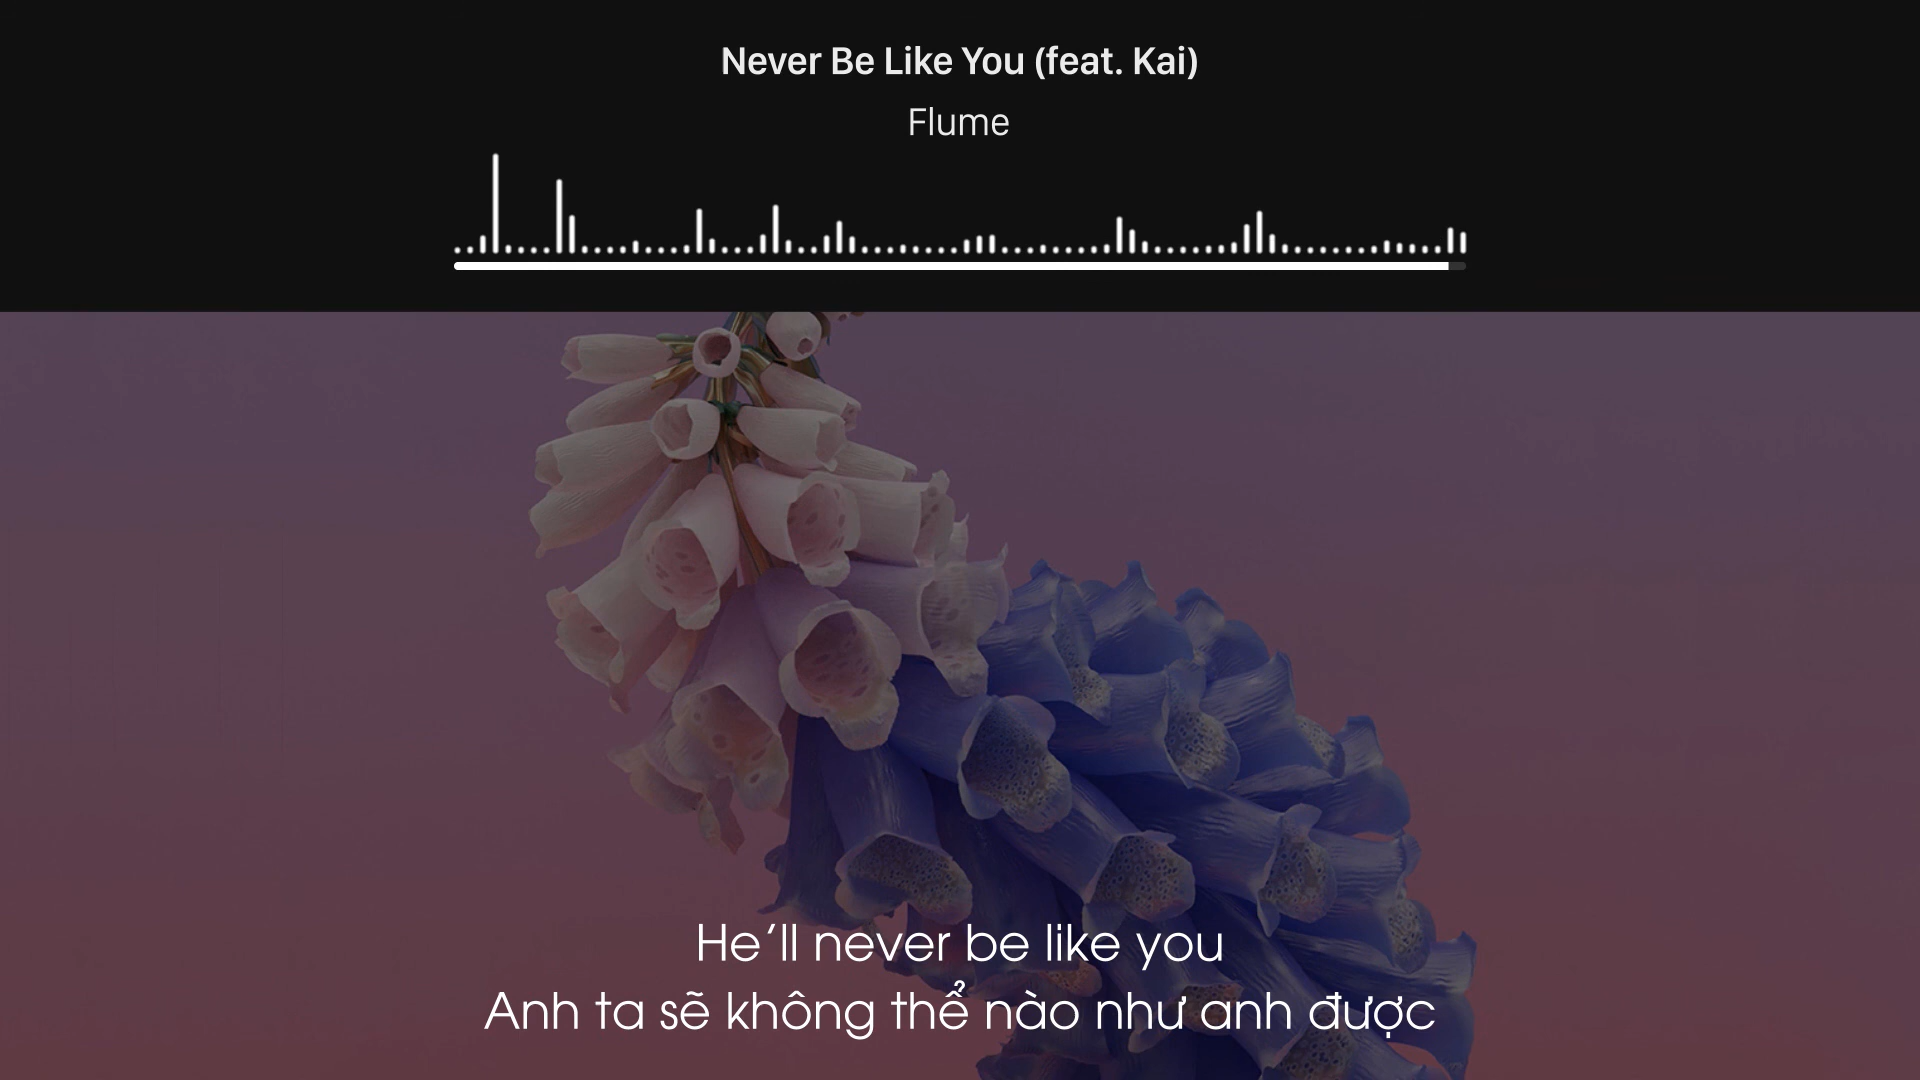 Never Be Like You (feat. Kai)
Flume
He´ll never be like you
Anh ta sẽ không thể nào như anh được